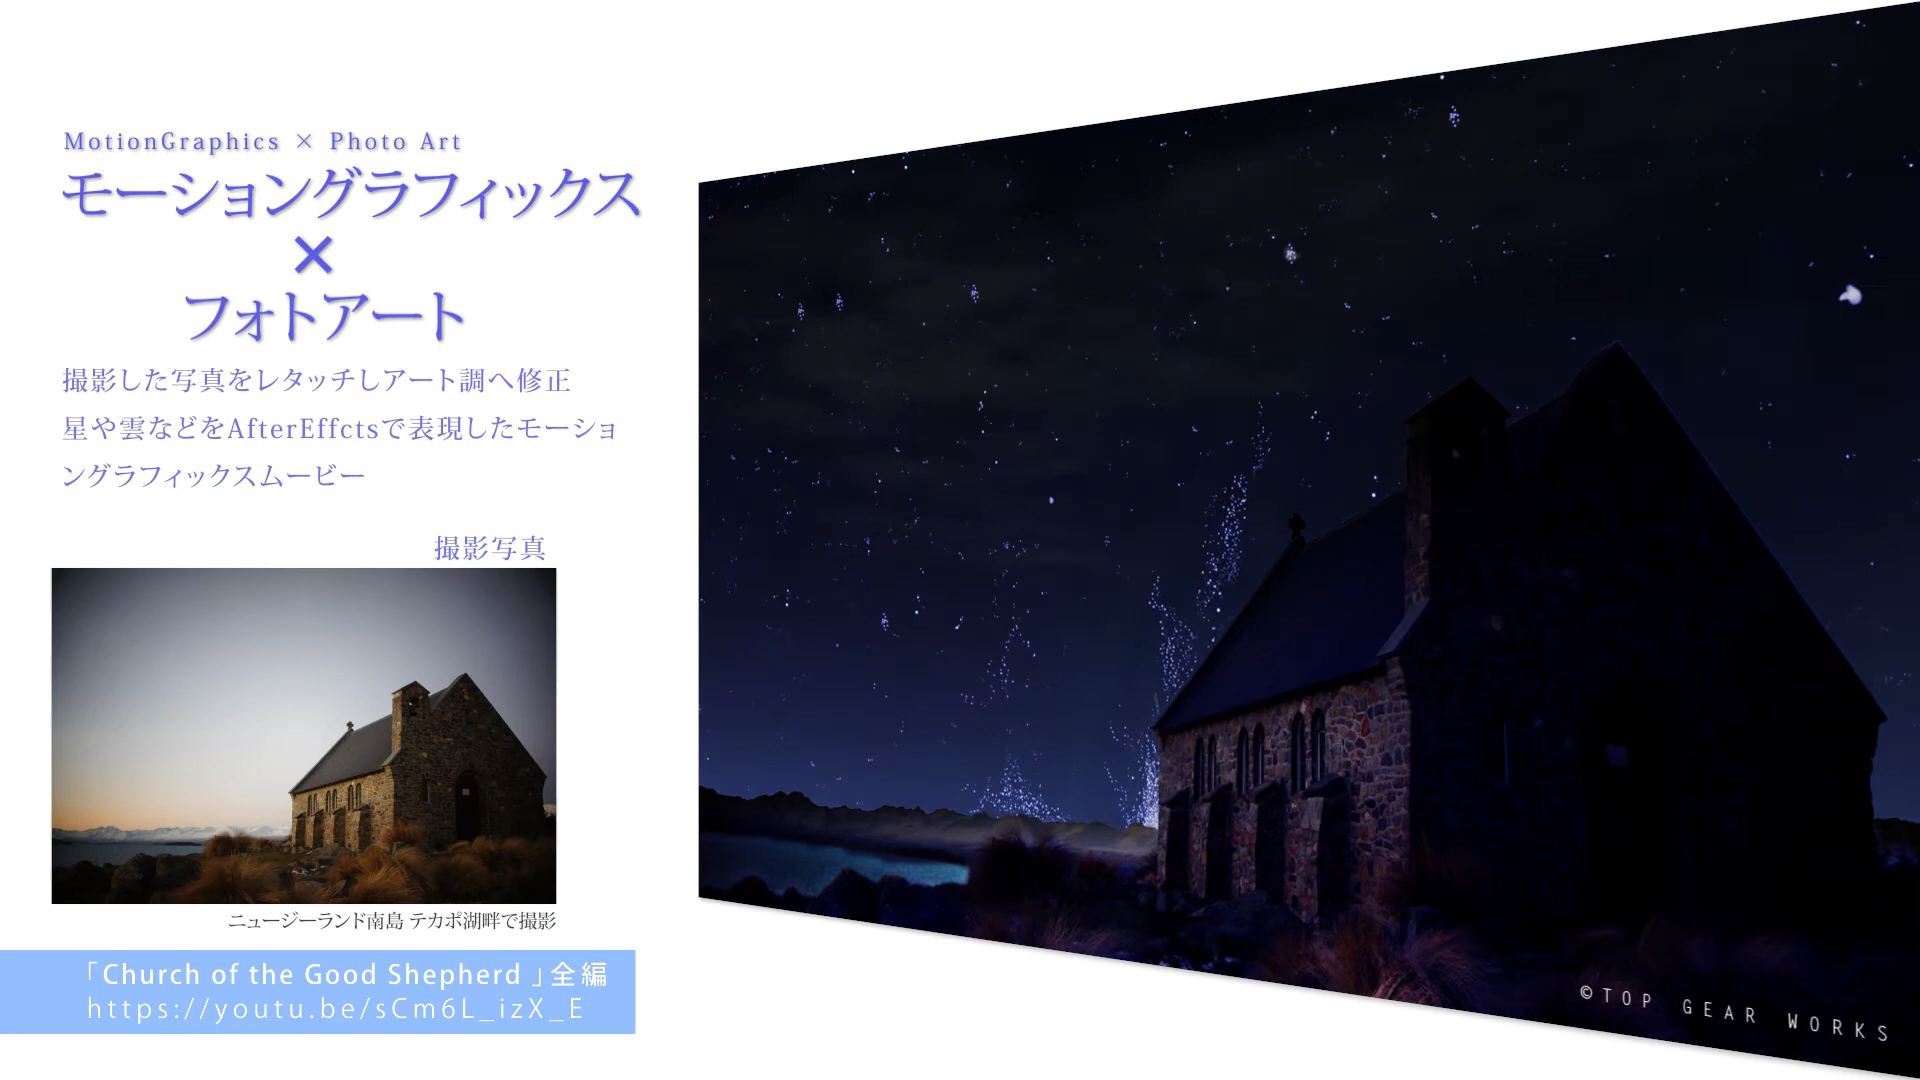 MotionGraphics × Photo Art
モーショングラフィックス
×
フォトアート
撮影した写真をレタッチしアート調へ修正
星や雲などをAfterEffctsで表現したモーショ
ングラフィックスムービー
撮影写真
ニュージーランド南島 テカポ湖畔で撮影
「Church of the Good Shepherd 」全編
https://youtu.be/sCm6L_izX_E
©TOP GEAR WORKS